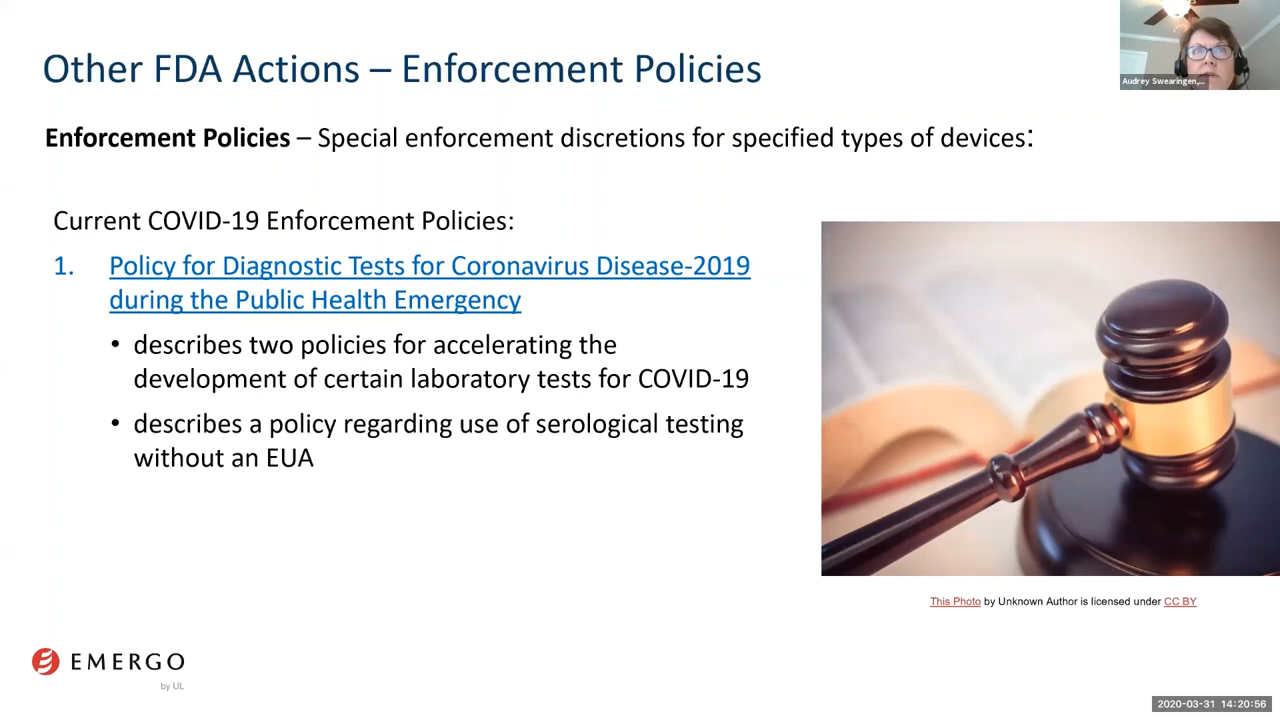 Other FDA Actions – Enforcement Policies
Audrey Swearingen,...
Enforcement Policies – Special enforcement discretions for specified types of devices:
Current COVID-19 Enforcement Policies:
1. Policy for Diagnostic Tests for Coronavirus Disease-2019
during the Public Health Emergency
• describes two policies for accelerating the
development of certain laboratory tests for COVID-19
• describes a policy regarding use of serological testing
without an EUA
This Photo by Unknown Author is licensed under CC BY
EMERGO
by UL
2020-03-31 14:20:56